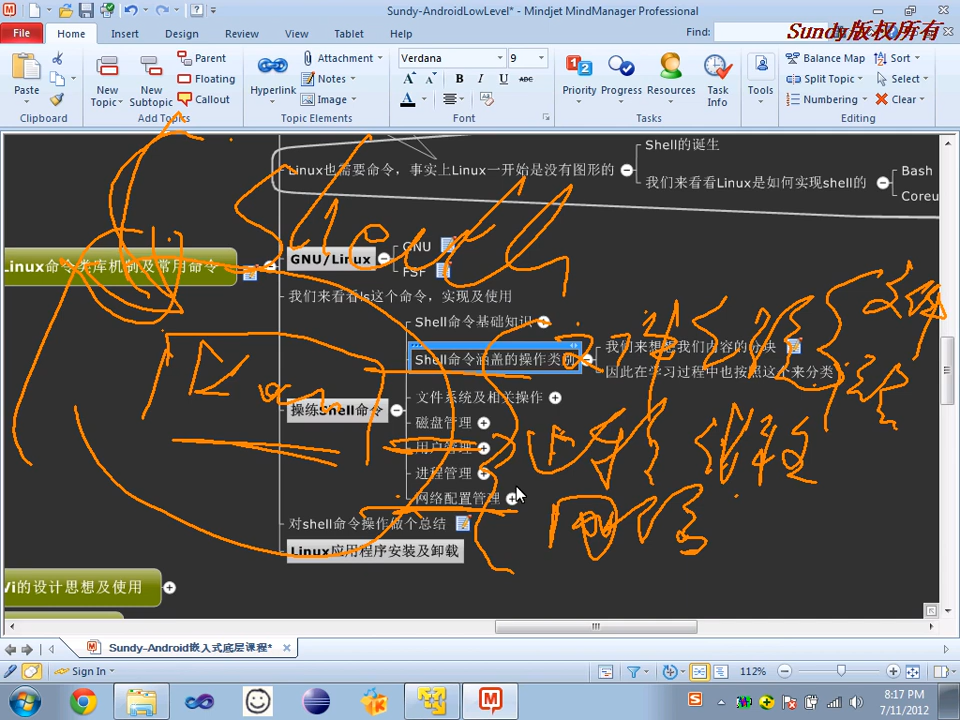 Sundy-AndroidLowLevel* - Mindjet MindManager Professional
Sundy版权所有
File Home Insert Design Review View Tablet Help Find:
Paste
Clipboard
New Topic
New Subtopic
Parent
Floating
Callout
Add Topics
Hyperlink
Attachment
Notes
Image
Topic Elements
Verdana 9
B I U ABC
A
Font
Priority
Progress
Resources
Task Info
Tasks
Tools
Balance Map
Split Topic
Numbering
Sort
Select
Clear
Editing
Shell的诞生
Linux也需要命令，事实上Linux一开始是没有图形的
我们来看看Linux是如何实现shell的
Bash
Coreu
Linux命令类库机制及常用命令
GNU/Linux
GNU
FSF
我们来看看ls这个命令，实现及使用
Shell命令基础知识
Shell命令涵盖的操作类别
我们来想想我们内容的分块
因此在学习过程中也按照这个来分类
文件系统及相关操作
操练Shell命令
磁盘管理
用户管理
进程管理
网络配置管理
对shell命令操作做个总结
Linux应用程序安装及卸载
Vi的设计思想及使用
Shell
Sundy-Android嵌入式底层课程*
Sign In
112%
8:17 PM
7/11/2012